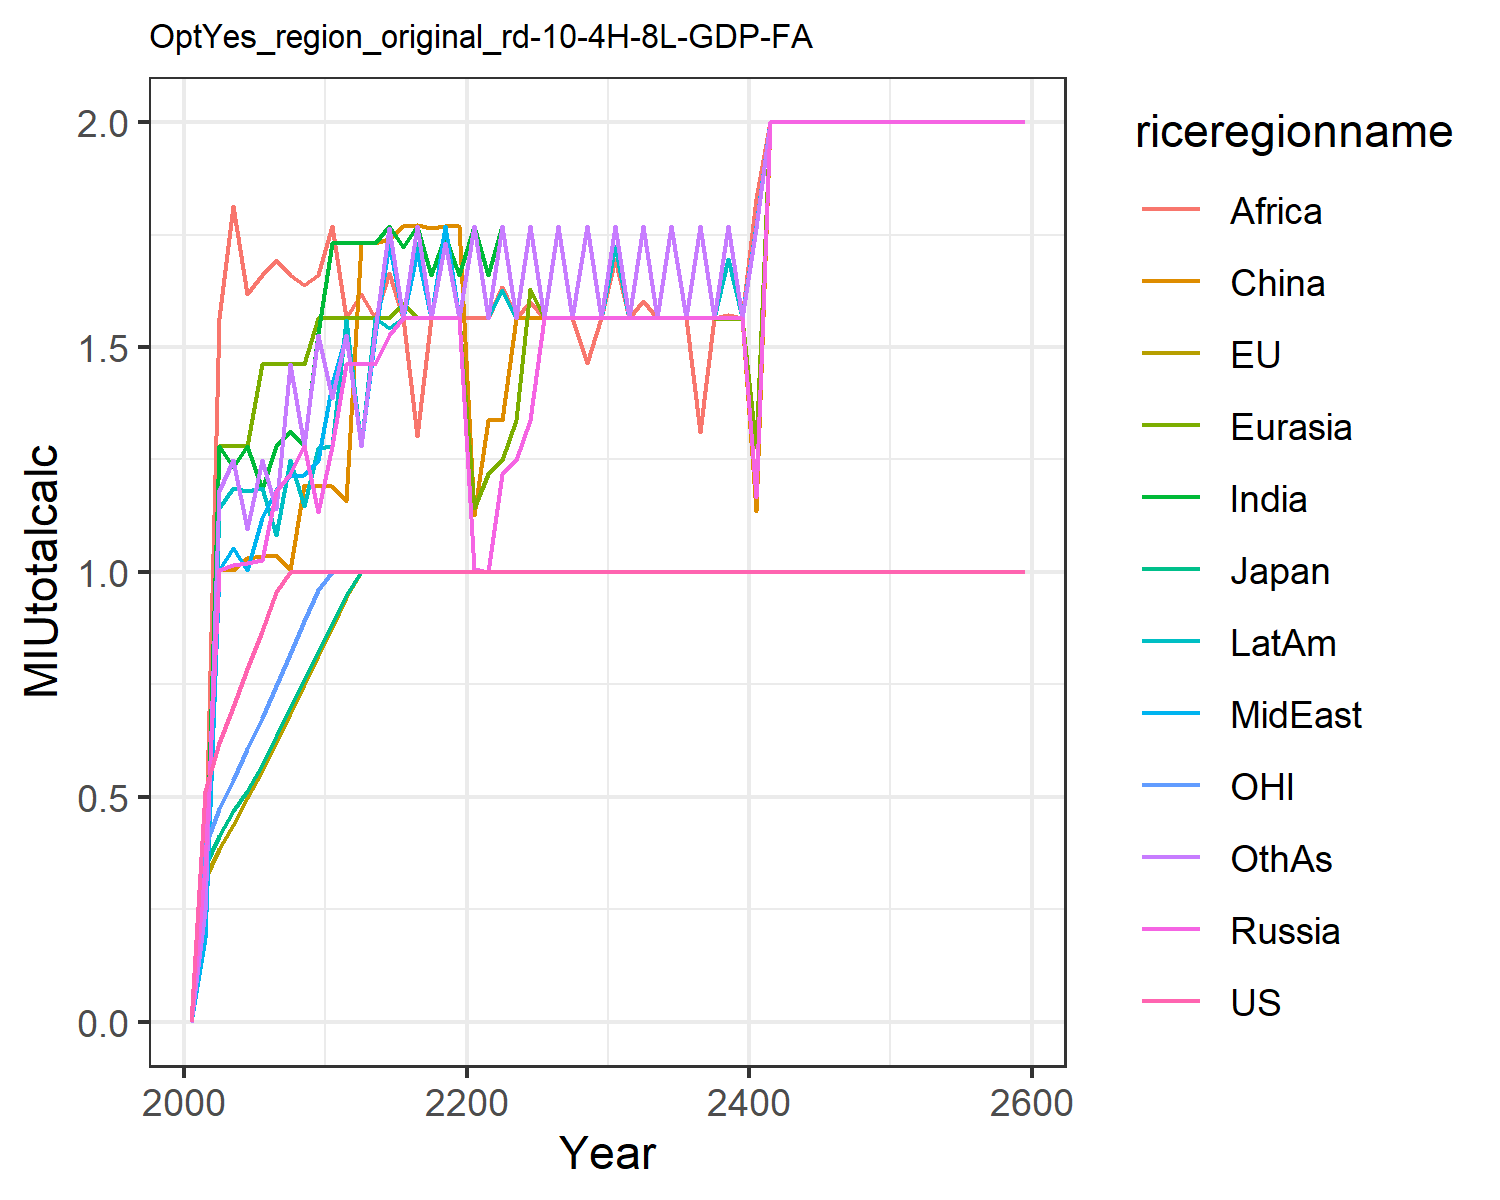 OptYes_region_original_rd-10-4H-8L-GDP-FA
MIUtotalcalc
2.0
1.5
1.0
0.5
0.0
2000
2200
2400
2600
Year
riceregionname
Africa
China
EU
Eurasia
India
Japan
LatAm
MidEast
OHI
OthAs
Russia
US